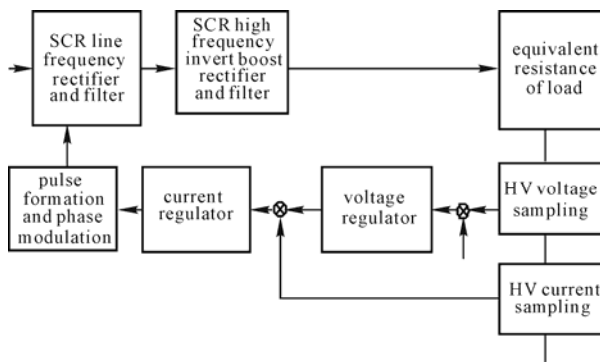 SCR line
frequency
rectifier
and filter
SCR high
frequency
invert boost
rectifier
and filter
equivalent
resistance
of load
pulse
formation
and phase
modulation
current
regulator
voltage
regulator
HV voltage
sampling
HV current
sampling